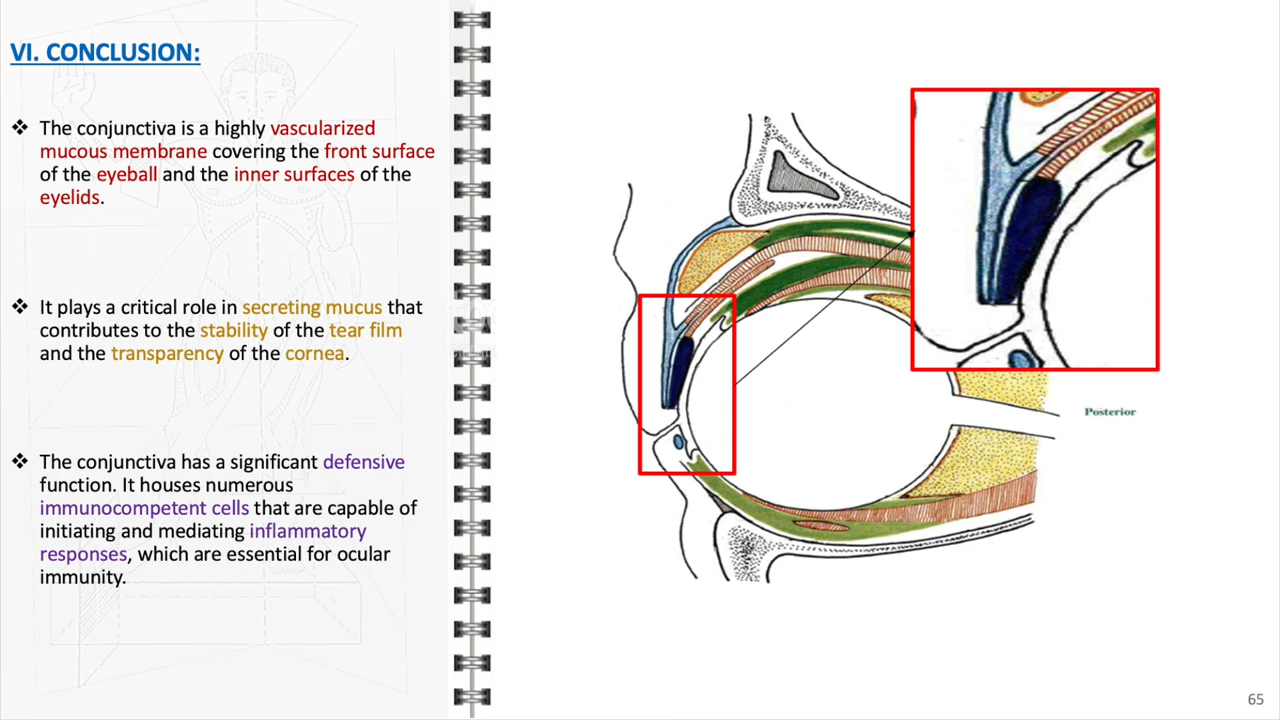 VI. CONCLUSION:
❖ The conjunctiva is a highly vascularized
mucous membrane covering the front surface
of the eyeball and the inner surfaces of the
eyelids.
❖ It plays a critical role in secreting mucus that
contributes to the stability of the tear film
and the transparency of the cornea.
❖ The conjunctiva has a significant defensive
function. It houses numerous
immunocompetent cells that are capable of
initiating and mediating inflammatory
responses, which are essential for ocular
immunity.
Posterior
65